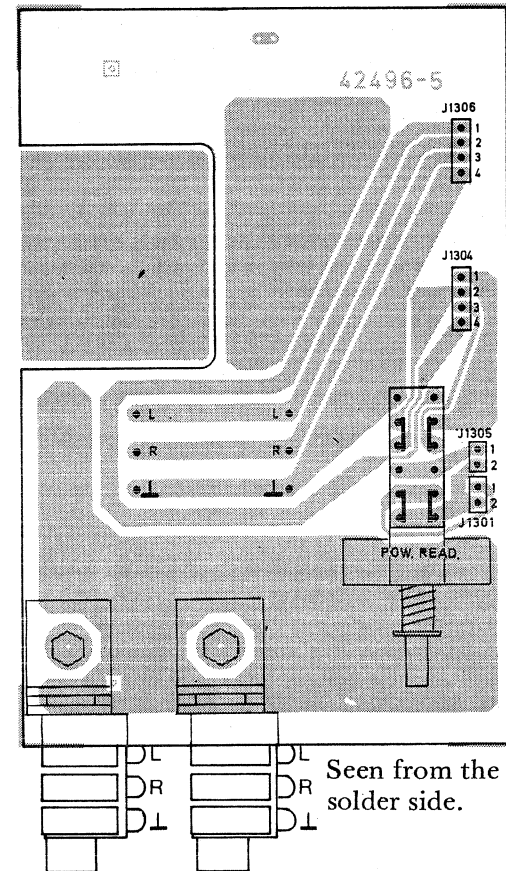 42496-5
J1306
1
2
3
4
J1304
1
2
3
4
L L
R R
⊥ ⊥
J1305
1
2
1
2
J1301
POW. READ.
L L
R R
⊥ ⊥
Seen from the
solder side.